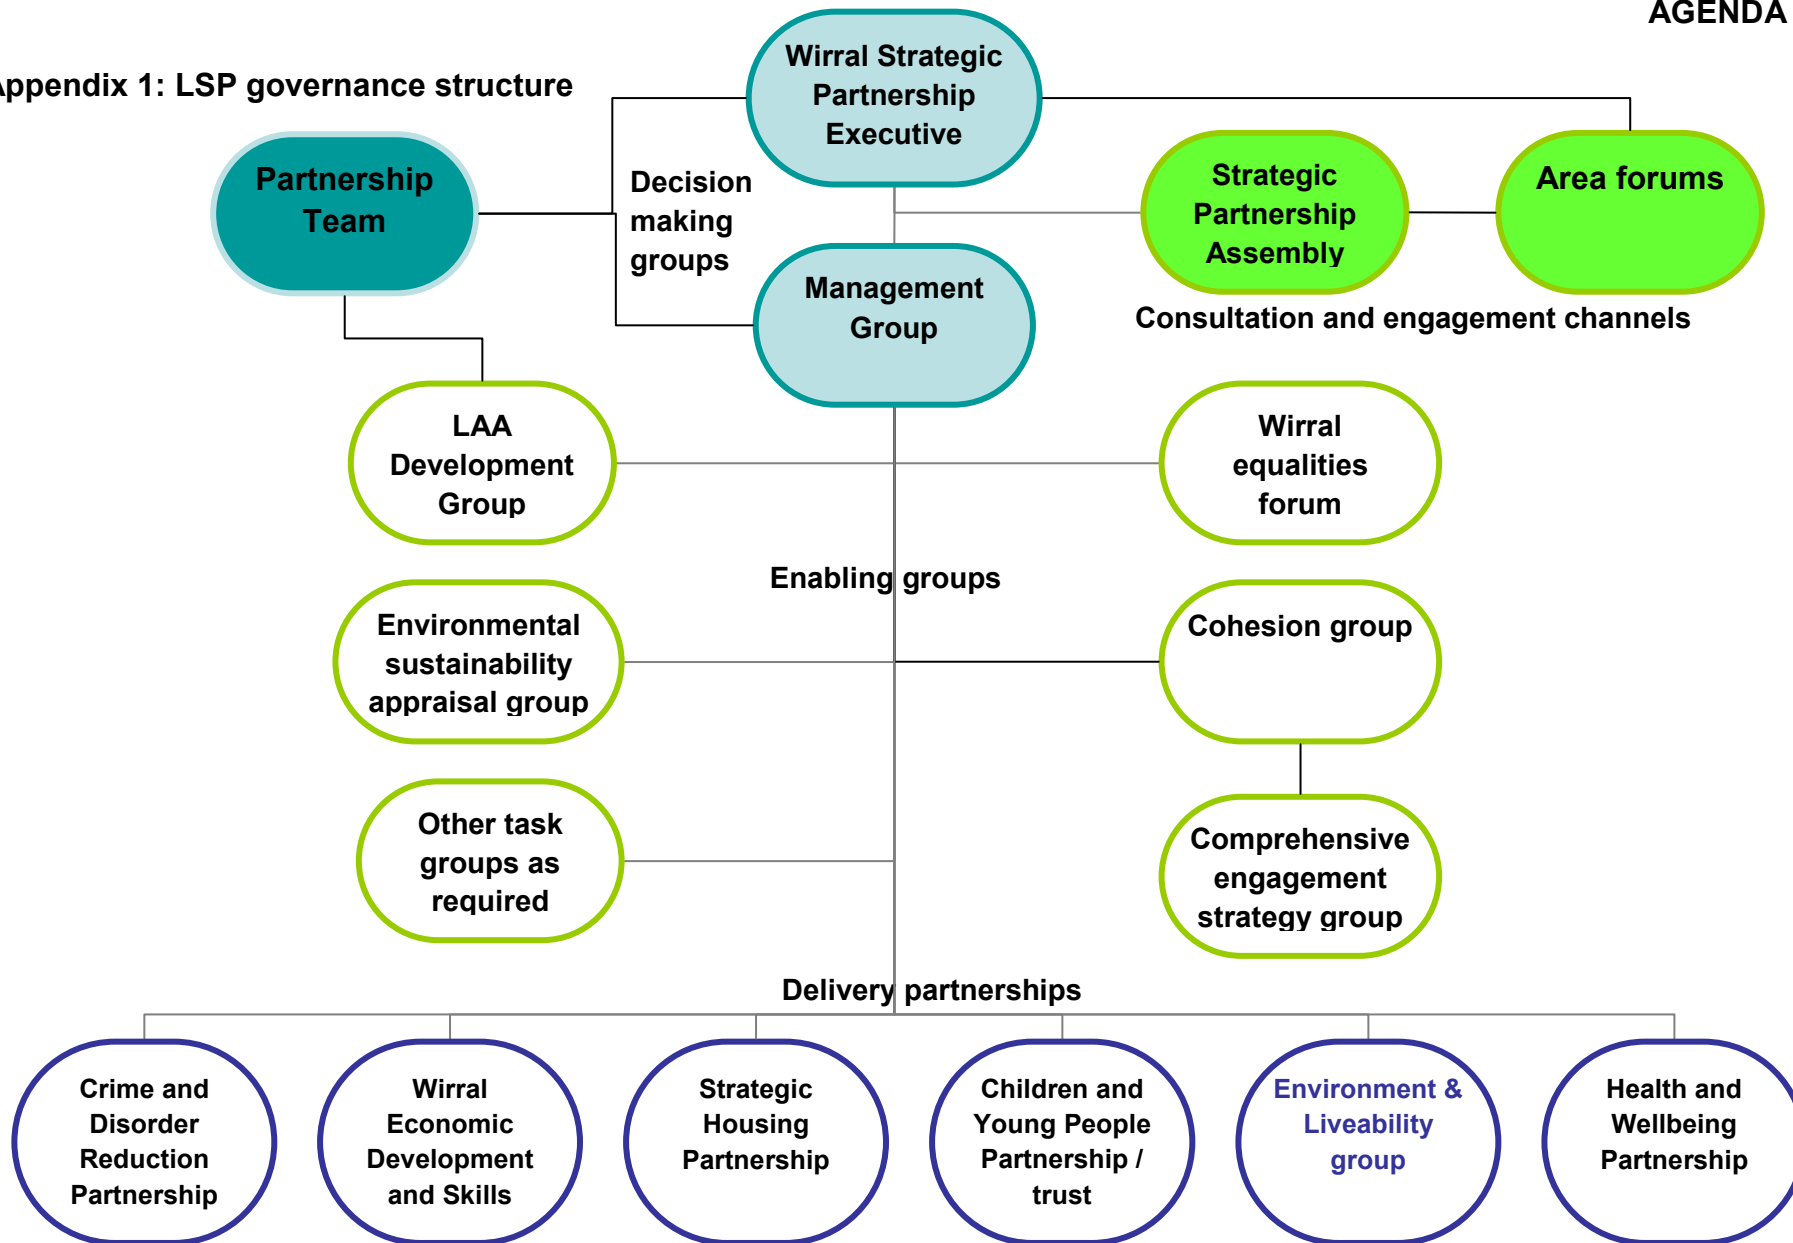 AGENDA
Appendix 1: LSP governance structure
Wirral Strategic
Partnership
Executive
Partnership
Team
Decision
making
groups
Strategic
Partnership
Assembly
Area forums
Management
Group
Consultation and engagement channels
LAA
Development
Group
Wirral
equalities
forum
Enabling groups
Environmental
sustainability
appraisal group
Cohesion group
Other task
groups as
required
Comprehensive
engagement
strategy group
Delivery partnerships
Crime and
Disorder
Reduction
Partnership
Wirral
Economic
Development
and Skills
Strategic
Housing
Partnership
Children and
Young People
Partnership /
trust
Environment &
Liveability
group
Health and
Wellbeing
Partnership